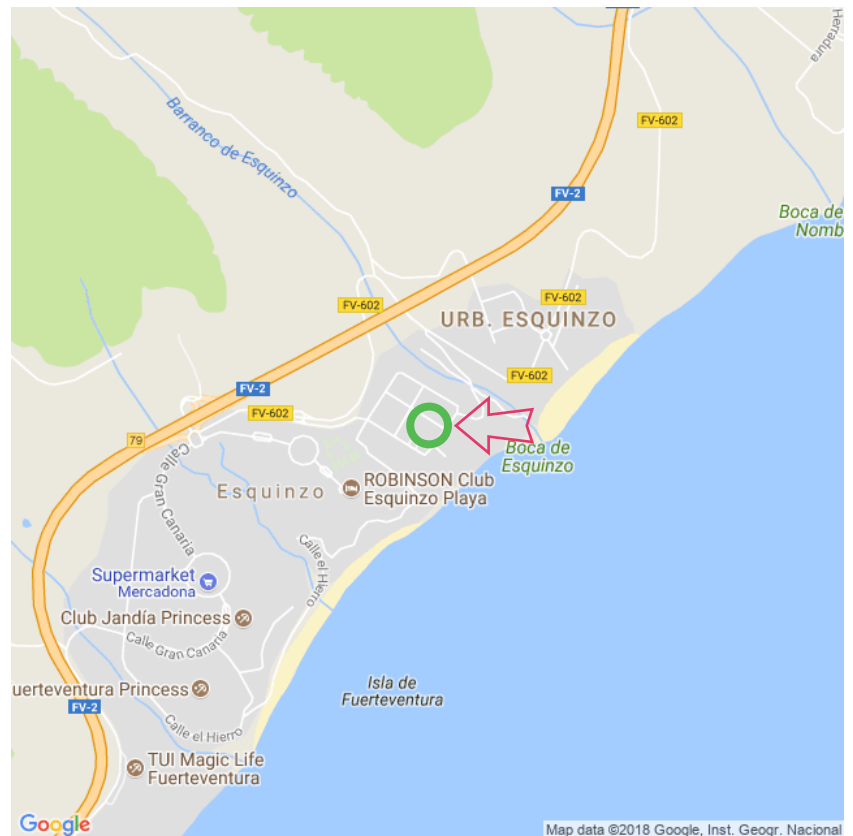 Herradura
Barranco de Esquinzo
FV-602
FV-2
Boca de
Nomb
FV-602
FV-602
URB. ESQUINZO
FV-602
FV-2
FV-602
79
Calle Gran Canaria
Boca de
Esquinzo
ROBINSON Club
Esquinzo Playa
Esquinzo
Calle el Hierro
Supermarket
Mercadona
Club Jandía Princess
Calle Gran Canaria
Isla de
Fuerteventura
uerteventura Princess
FV-2
Calle el Hierro
TUI Magic Life
Fuerteventura
Google
Map data ©2018 Google, Inst. Geogr. Nacional